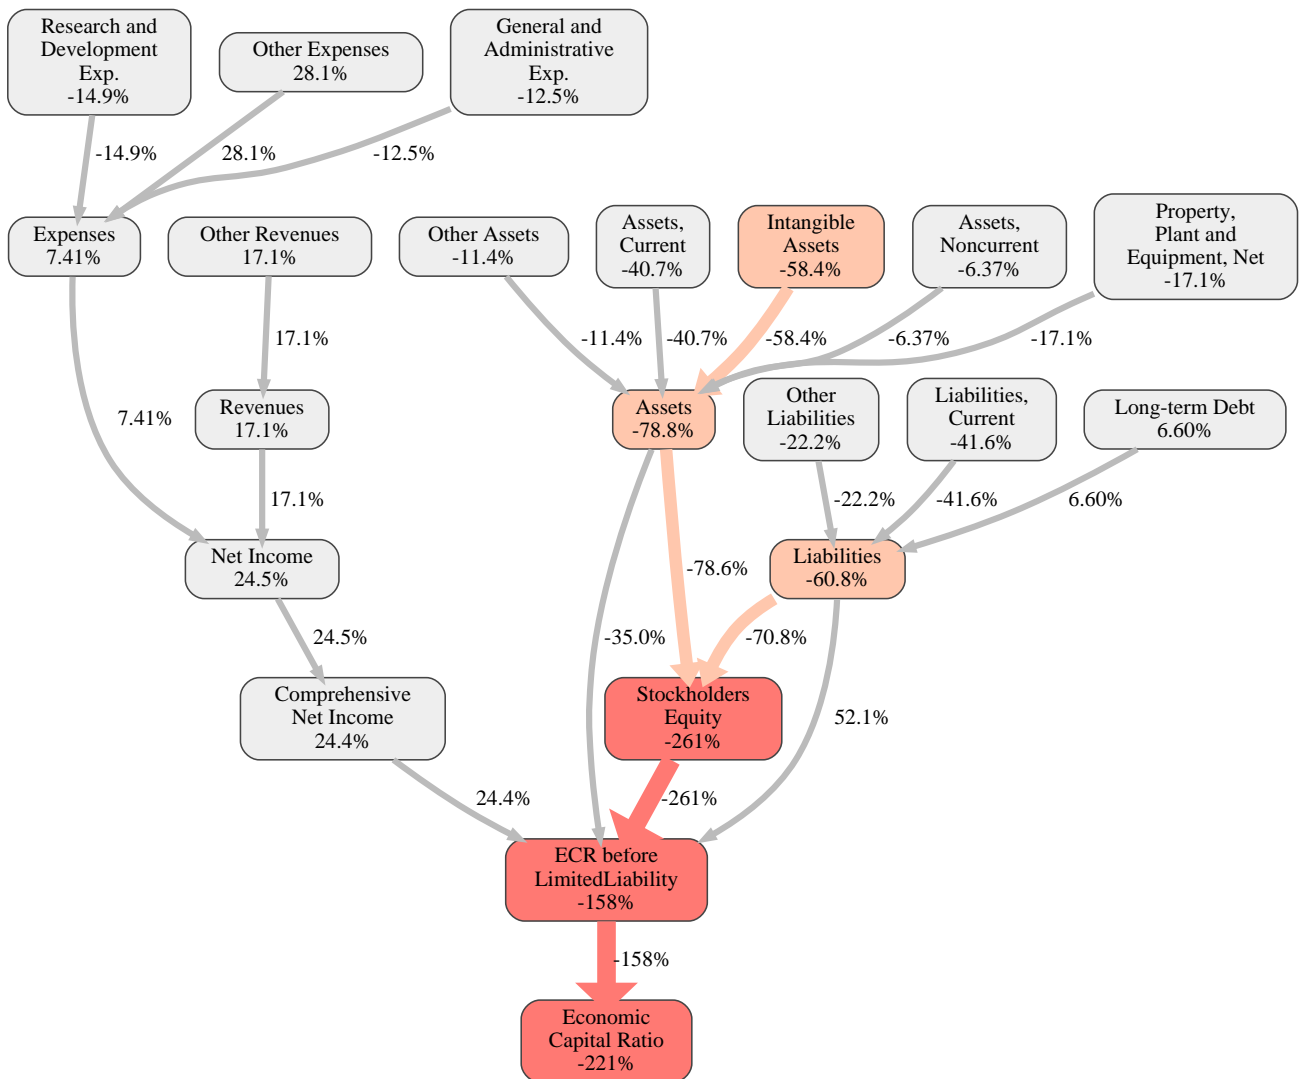 Research and
Development
Exp.
-14.9%
Other Expenses
28.1%
General and
Administrative
Exp.
-12.5%
-14.9%
28.1%
-12.5%
Expenses
7.41%
Other Revenues
17.1%
Other Assets
-11.4%
Assets,
Current
-40.7%
Intangible
Assets
-58.4%
Assets,
Noncurrent
-6.37%
Property,
Plant and
Equipment, Net
-17.1%
17.1%
-11.4%
-40.7%
-58.4%
-6.37%
-17.1%
7.41%
Revenues
17.1%
Assets
-78.8%
Other
Liabilities
-22.2%
Liabilities,
Current
-41.6%
Long-term Debt
6.60%
17.1%
-22.2%
-41.6%
6.60%
Net Income
24.5%
-78.6%
Liabilities
-60.8%
24.5%
-35.0%
-70.8%
Comprehensive
Net Income
24.4%
Stockholders
Equity
-261%
52.1%
24.4%
-261%
ECR before
LimitedLiability
-158%
-158%
Economic
Capital Ratio
-221%